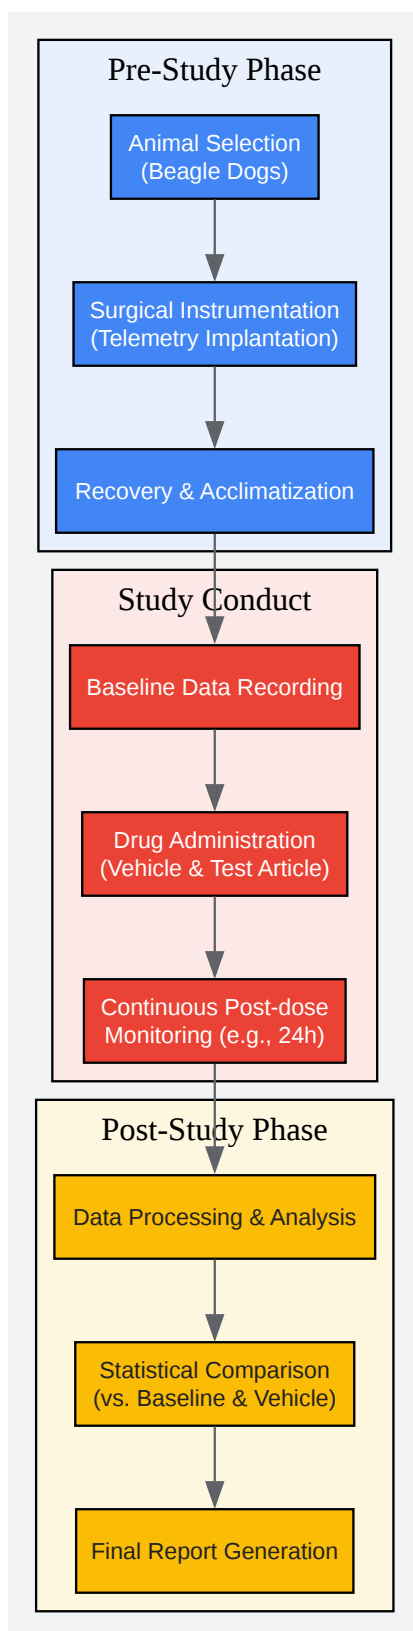 Pre-Study Phase
Animal Selection
(Beagle Dogs)
Surgical Instrumentation
(Telemetry Implantation)
Recovery & Acclimatization
Study Conduct
Baseline Data Recording
Drug Administration
(Vehicle & Test Article)
Continuous Post-dose
Monitoring (e.g., 24h)
Post-Study Phase
Data Processing & Analysis
Statistical Comparison
(vs. Baseline & Vehicle)
Final Report Generation